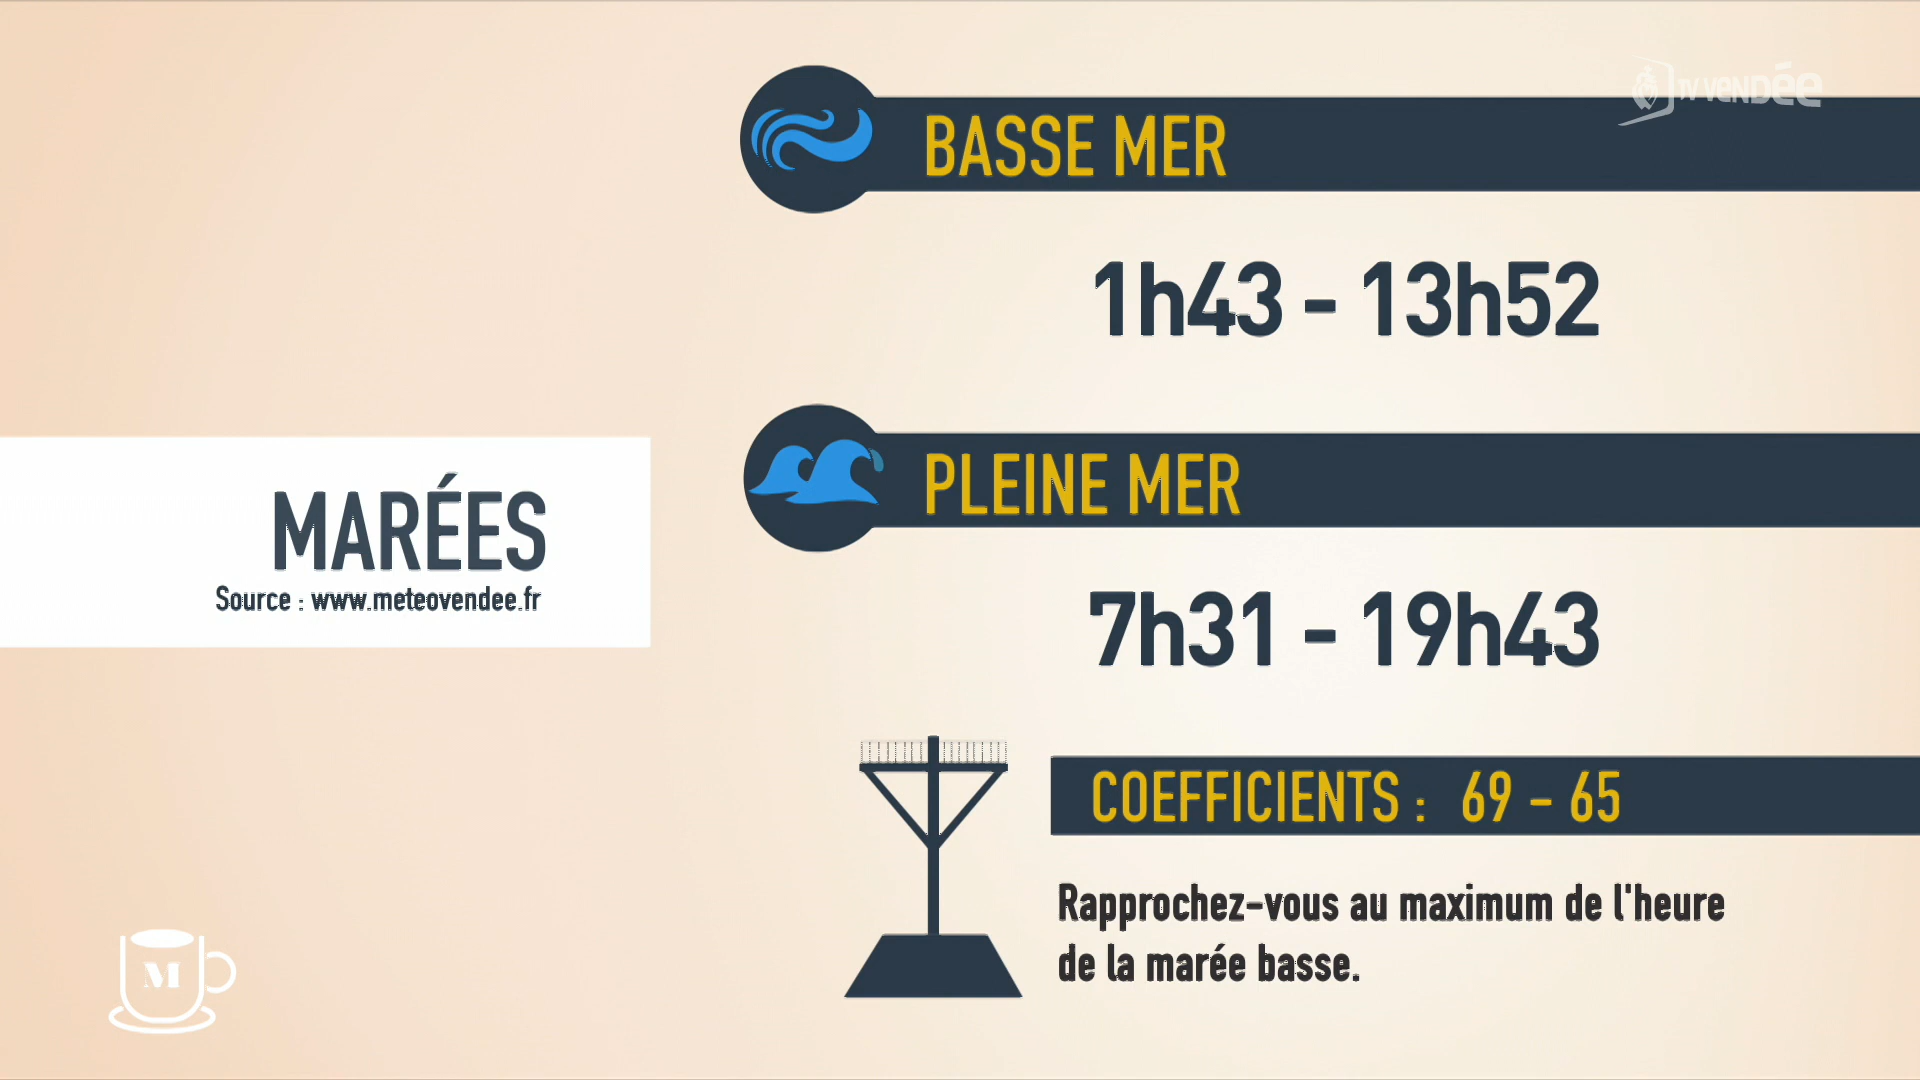 TV VENDÉE
BASSE MER
1h43 - 13h52
MARÉES
Source : www.meteovendee.fr
PLEINE MER
7h31 - 19h43
COEFFICIENTS : 69 - 65
Rapprochez-vous au maximum de l'heure
de la marée basse.
M